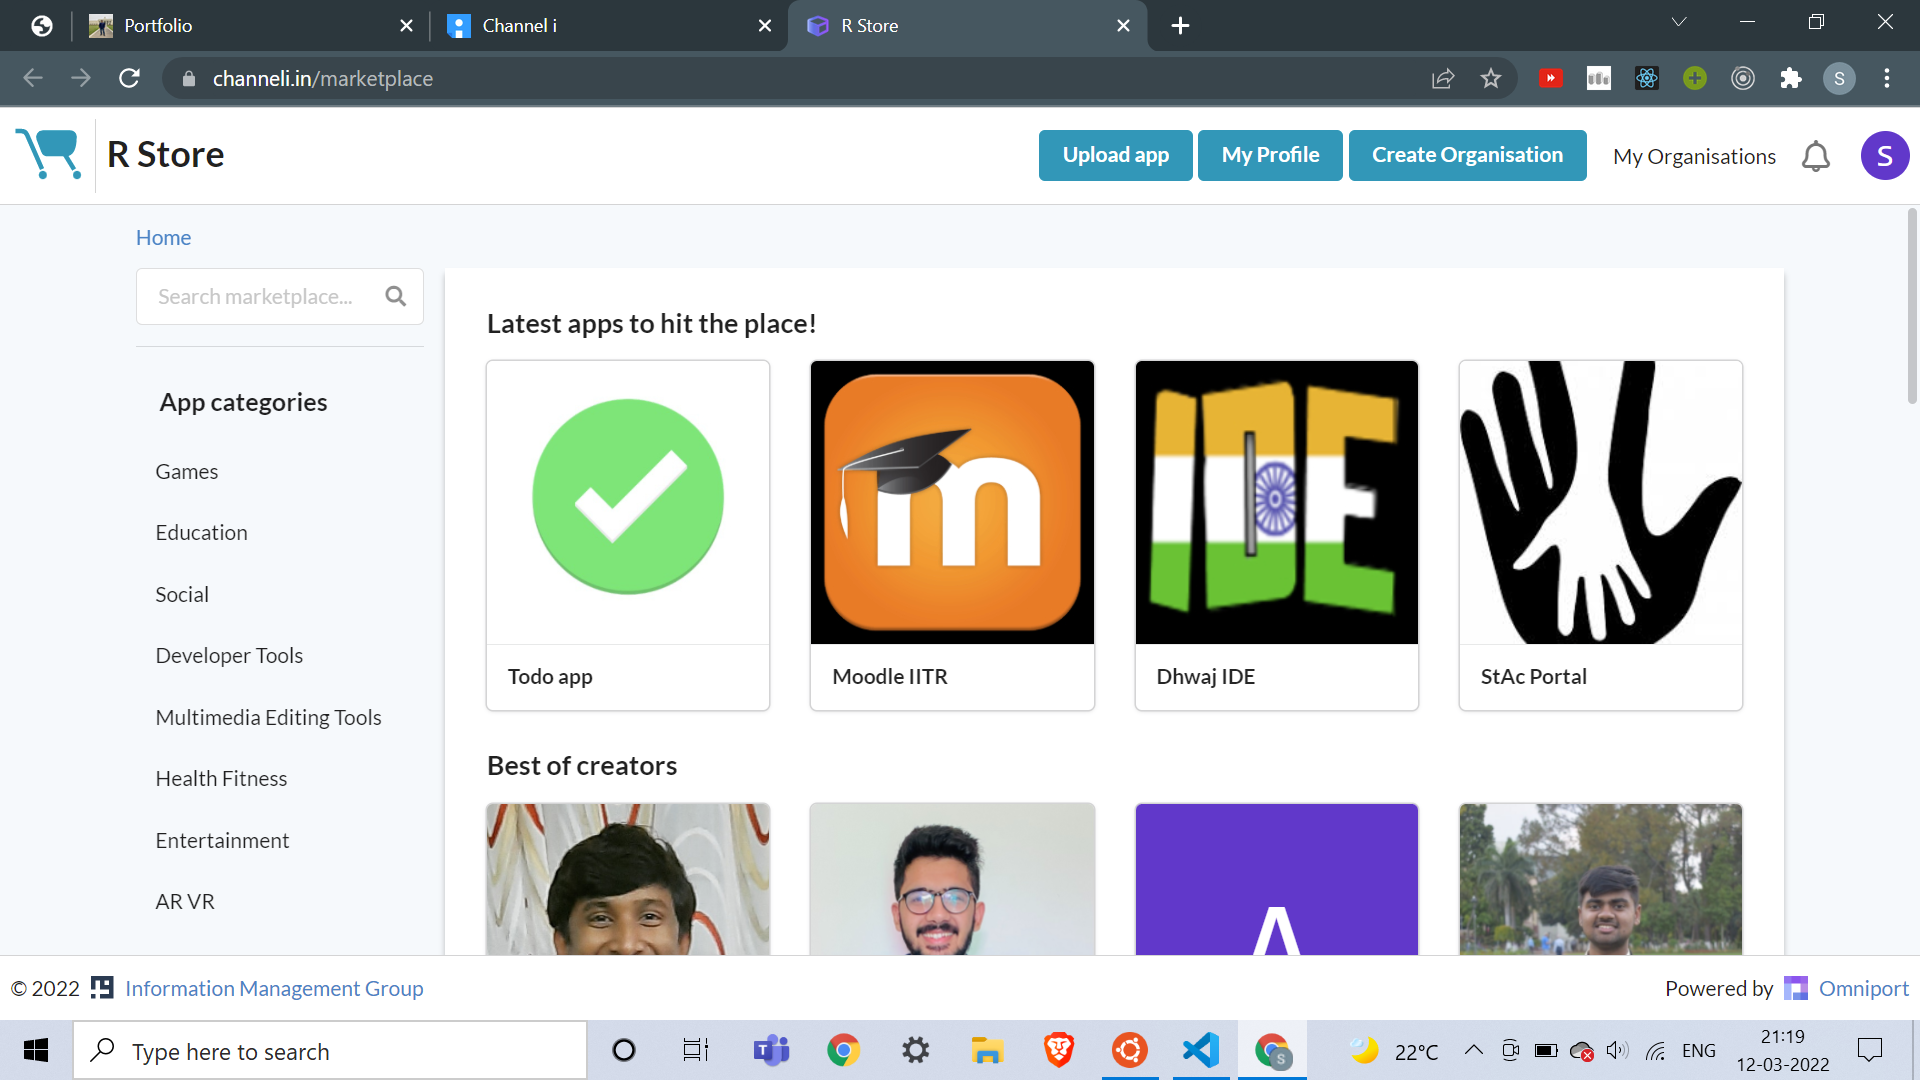 Portfolio
Channel i
R Store
channeli.in/marketplace
S
R Store
Upload app
My Profile
Create Organisation
My Organisations
S
Home
Search marketplace...
Latest apps to hit the place!
App categories
Games
Education
Social
Developer Tools
Multimedia Editing Tools
Health Fitness
Entertainment
AR VR
m
IDE
Todo app
Moodle IITR
Dhwaj IDE
StAc Portal
Best of creators
A
© 2022 Information Management Group
Powered by Omniport
Type here to search
S
22°C
ENG
21:19
12-03-2022